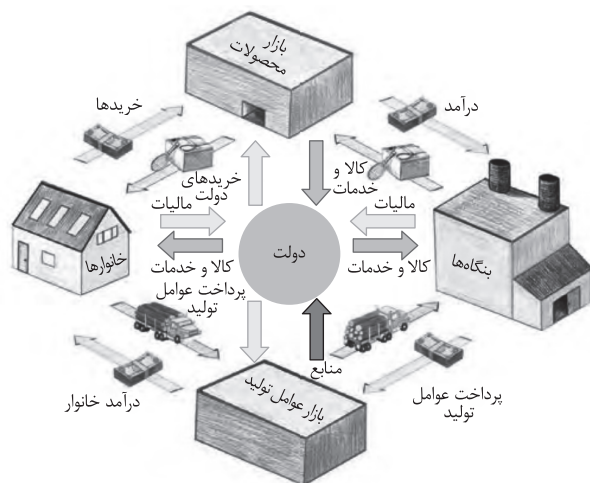 بازار
محصولات
درآمد
خریدها
کالا و
خدمات
خریدهای
دولت
مالیات
مالیات
دولت
بنگاه‌ها
خانوارها
کالا و خدمات
کالا و خدمات
پرداخت عوامل
تولید
منابع
بازار عوامل تولید
پرداخت عوامل
تولید
درآمد خانوار